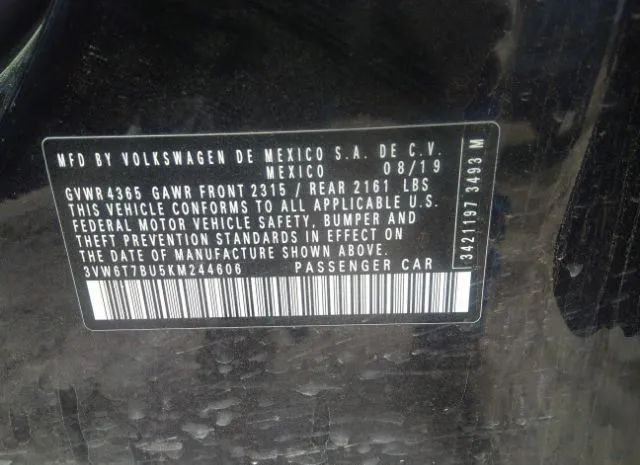 MFD BY VOLKSWAGEN DE MEXICO S.A. DE C.V.
MEXICO 08/19
GVWR 4365 GAWR FRONT 2315 / REAR 2161 LBS
THIS VEHICLE CONFORMS TO ALL APPLICABLE U.S.
FEDERAL MOTOR VEHICLE SAFETY, BUMPER AND
THEFT PREVENTION STANDARDS IN EFFECT ON
THE DATE OF MANUFACTURE SHOWN ABOVE.
3VW6T7BU5KM244606 PASSENGER CAR
3421197 3493 M